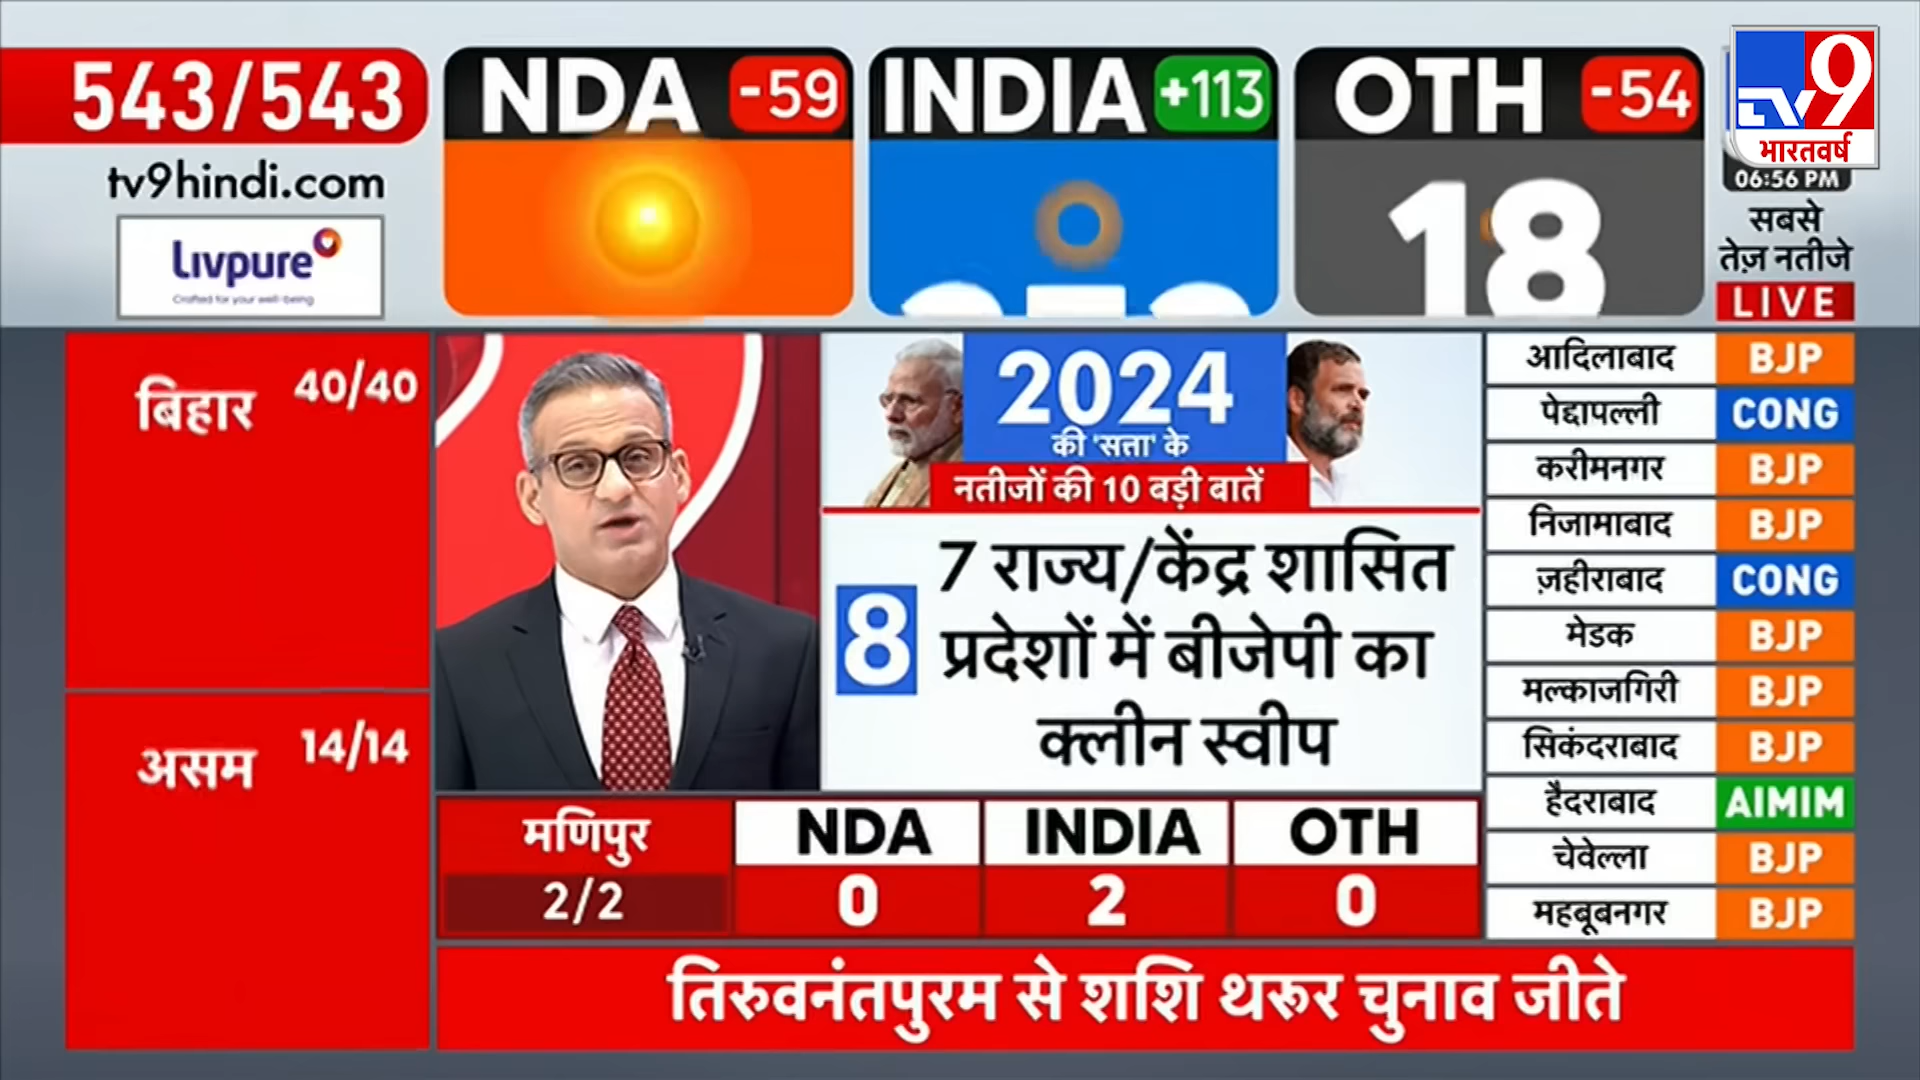 543/543
NDA -59
INDIA +113
OTH -54
TV9
भारतवर्ष
tv9hindi.com
Livpure
Crafted for your well-being
18
06:56 PM
सबसे
तेज़ नतीजे
LIVE
बिहार 40/40
असम 14/14
2024
की 'सत्ता' के
नतीजों की 10 बड़ी बातें
8
7 राज्य/केंद्र शासित
प्रदेशों में बीजेपी का
क्लीन स्वीप
मणिपुर NDA INDIA OTH
2/2 0 2 0
आदिलाबाद BJP
पेद्दापल्ली CONG
करीमनगर BJP
निजामाबाद BJP
ज़हीराबाद CONG
मेडक BJP
मल्काजगिरी BJP
सिकंदराबाद BJP
हैदराबाद AIMIM
चेवेल्ला BJP
महबूबनगर BJP
तिरुवनंतपुरम से शशि थरूर चुनाव जीते